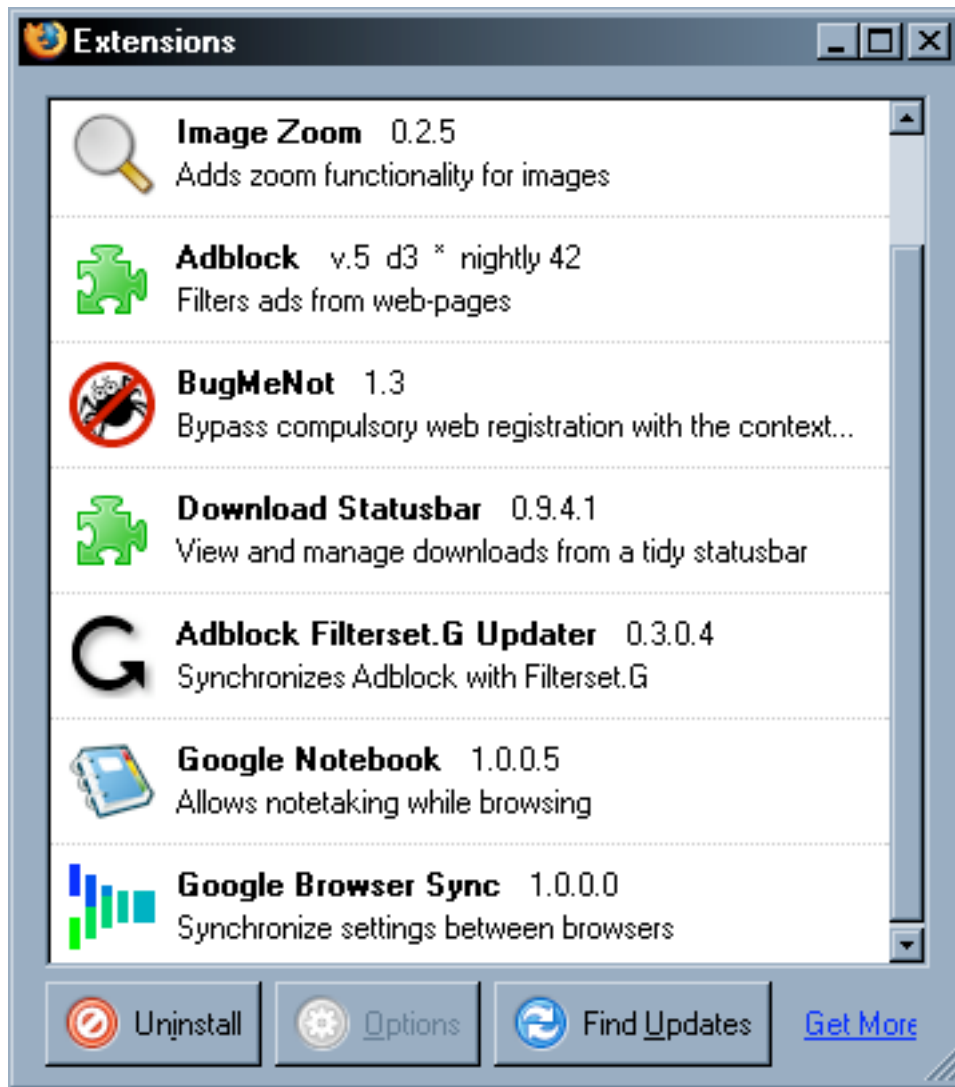 Extensions
Image Zoom 0.2.5
Adds zoom functionality for images
Adblock v.5 d3 * nightly 42
Filters ads from web-pages
BugMeNot 1.3
Bypass compulsory web registration with the context...
Download Statusbar 0.9.4.1
View and manage downloads from a tidy statusbar
Adblock Filterset.G Updater 0.3.0.4
Synchronizes Adblock with Filterset.G
Google Notebook 1.0.0.5
Allows notetaking while browsing
Google Browser Sync 1.0.0.0
Synchronize settings between browsers
Uninstall Options Find Updates Get More